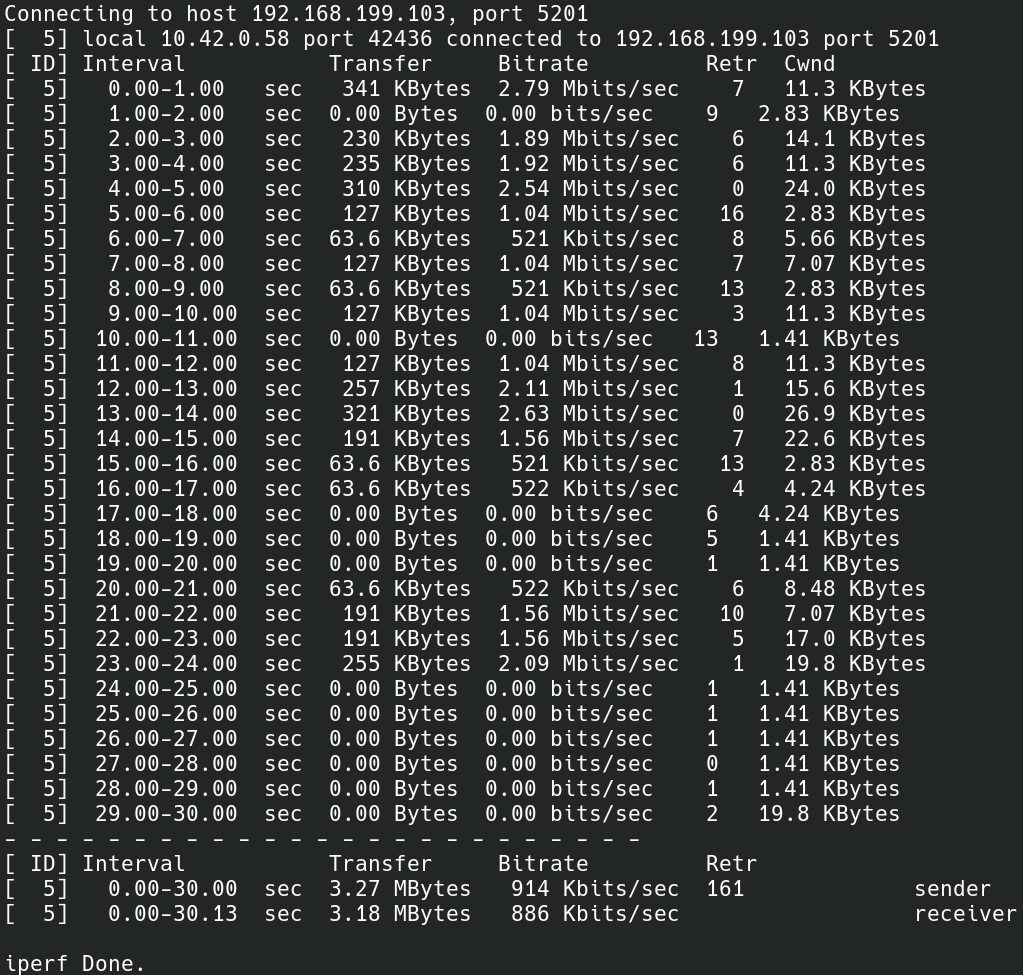 Connecting to host 192.168.199.103, port 5201
[  5] local 10.42.0.58 port 42436 connected to 192.168.199.103 port 5201
[ ID] Interval           Transfer     Bitrate         Retr  Cwnd
[  5]   0.00-1.00   sec   341 KBytes  2.79 Mbits/sec    7   11.3 KBytes
[  5]   1.00-2.00   sec  0.00 Bytes  0.00 bits/sec    9   2.83 KBytes
[  5]   2.00-3.00   sec   230 KBytes  1.89 Mbits/sec    6   14.1 KBytes
[  5]   3.00-4.00   sec   235 KBytes  1.92 Mbits/sec    6   11.3 KBytes
[  5]   4.00-5.00   sec   310 KBytes  2.54 Mbits/sec    0   24.0 KBytes
[  5]   5.00-6.00   sec   127 KBytes  1.04 Mbits/sec   16   2.83 KBytes
[  5]   6.00-7.00   sec  63.6 KBytes   521 Kbits/sec    8   5.66 KBytes
[  5]   7.00-8.00   sec   127 KBytes  1.04 Mbits/sec    7   7.07 KBytes
[  5]   8.00-9.00   sec  63.6 KBytes   521 Kbits/sec   13   2.83 KBytes
[  5]   9.00-10.00  sec   127 KBytes  1.04 Mbits/sec    3   11.3 KBytes
[  5]  10.00-11.00  sec  0.00 Bytes  0.00 bits/sec   13   1.41 KBytes
[  5]  11.00-12.00  sec   127 KBytes  1.04 Mbits/sec    8   11.3 KBytes
[  5]  12.00-13.00  sec   257 KBytes  2.11 Mbits/sec    1   15.6 KBytes
[  5]  13.00-14.00  sec   321 KBytes  2.63 Mbits/sec    0   26.9 KBytes
[  5]  14.00-15.00  sec   191 KBytes  1.56 Mbits/sec    7   22.6 KBytes
[  5]  15.00-16.00  sec  63.6 KBytes   521 Kbits/sec   13   2.83 KBytes
[  5]  16.00-17.00  sec  63.6 KBytes   522 Kbits/sec    4   4.24 KBytes
[  5]  17.00-18.00  sec  0.00 Bytes  0.00 bits/sec    6   4.24 KBytes
[  5]  18.00-19.00  sec  0.00 Bytes  0.00 bits/sec    5   1.41 KBytes
[  5]  19.00-20.00  sec  0.00 Bytes  0.00 bits/sec    1   1.41 KBytes
[  5]  20.00-21.00  sec  63.6 KBytes   522 Kbits/sec    6   8.48 KBytes
[  5]  21.00-22.00  sec   191 KBytes  1.56 Mbits/sec   10   7.07 KBytes
[  5]  22.00-23.00  sec   191 KBytes  1.56 Mbits/sec    5   17.0 KBytes
[  5]  23.00-24.00  sec   255 KBytes  2.09 Mbits/sec    1   19.8 KBytes
[  5]  24.00-25.00  sec  0.00 Bytes  0.00 bits/sec    1   1.41 KBytes
[  5]  25.00-26.00  sec  0.00 Bytes  0.00 bits/sec    1   1.41 KBytes
[  5]  26.00-27.00  sec  0.00 Bytes  0.00 bits/sec    1   1.41 KBytes
[  5]  27.00-28.00  sec  0.00 Bytes  0.00 bits/sec    0   1.41 KBytes
[  5]  28.00-29.00  sec  0.00 Bytes  0.00 bits/sec    1   1.41 KBytes
[  5]  29.00-30.00  sec  0.00 Bytes  0.00 bits/sec    2   19.8 KBytes
- - - - - - - - - - - - - - - - - - - - - - - - -
[ ID] Interval           Transfer     Bitrate         Retr
[  5]   0.00-30.00  sec  3.27 MBytes   914 Kbits/sec  161             sender
[  5]   0.00-30.13  sec  3.18 MBytes   886 Kbits/sec                  receiver

iperf Done.